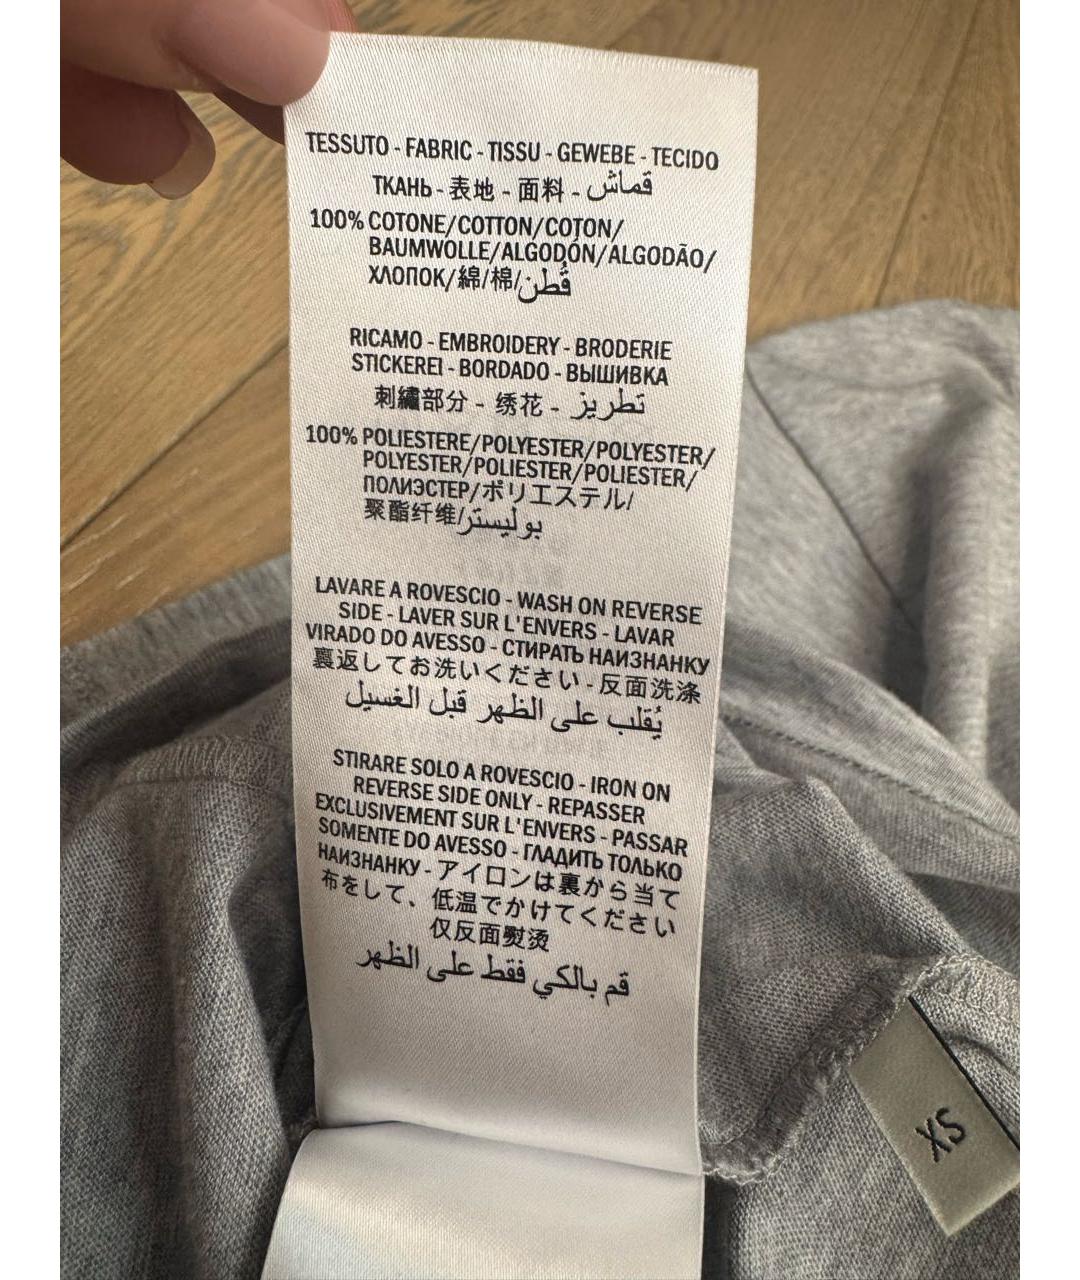 TESSUTO - FABRIC - TISSU - GEWEBE - TECIDO
ТКАНЬ - 表地 - 面料 - قماش
100% COTONE/COTTON/COTON/
BAUMWOLLE/ALGODÓN/ALGODÃO/
ХЛОПОК/綿/棉/قُطن
RICAMO - EMBROIDERY - BRODERIE
STICKEREI - BORDADO - ВЫШИВКА
刺繍部分 - 绣花 - تطريز
100% POLIESTERE/POLYESTER/POLYESTER/
POLYESTER/POLIESTER/POLIESTER/
ПОЛИЭСТЕР/ポリエステル/
聚酯纤维/بوليستر
LAVARE A ROVESCIO - WASH ON REVERSE
SIDE - LAVER SUR L'ENVERS - LAVAR
VIRADO DO AVESSO - СТИРАТЬ НАИЗНАНКУ
裏返してお洗いください - 反面洗涤
يُقلب على الظهر قبل الغسيل
STIRARE SOLO A ROVESCIO - IRON ON
REVERSE SIDE ONLY - REPASSER
EXCLUSIVEMENT SUR L'ENVERS - PASSAR
SOMENTE DO AVESSO - ГЛАДИТЬ ТОЛЬКО
НАИЗНАНКУ - アイロンは裏から当て
布をして、低温でかけてください
仅反面熨烫
قم بالكي فقط على الظهر
XS